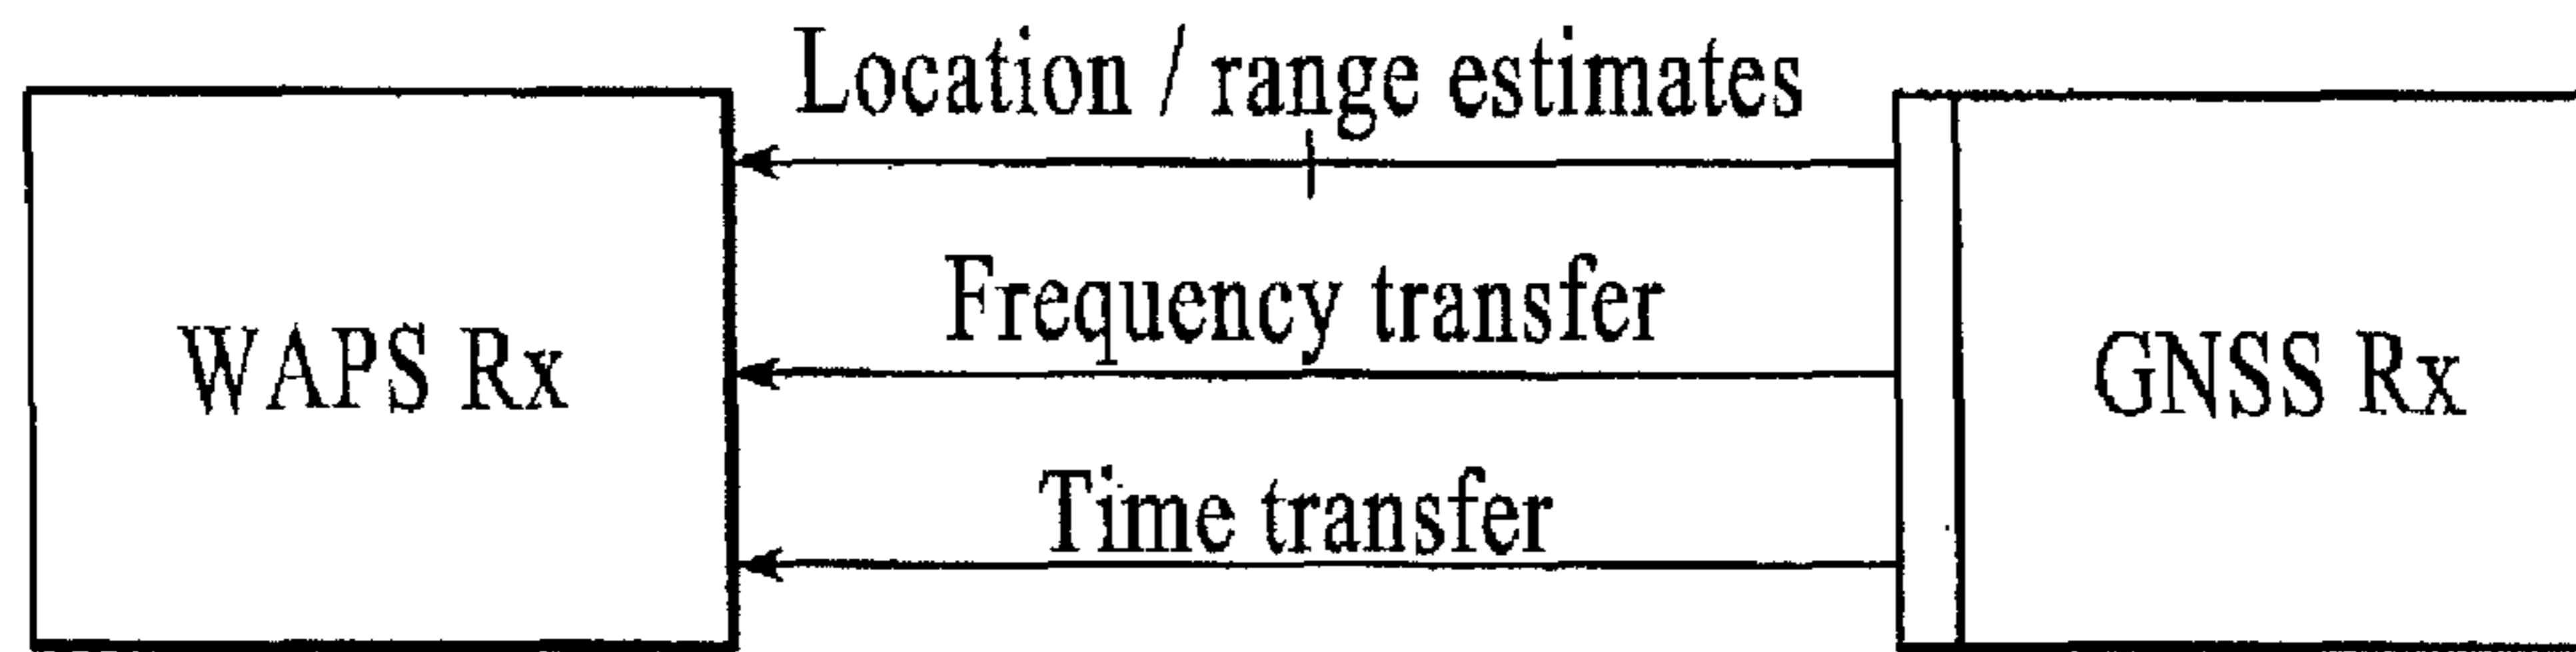 Location / range estimates
WAPS Rx
Frequency transfer
GNSS Rx
Time transfer